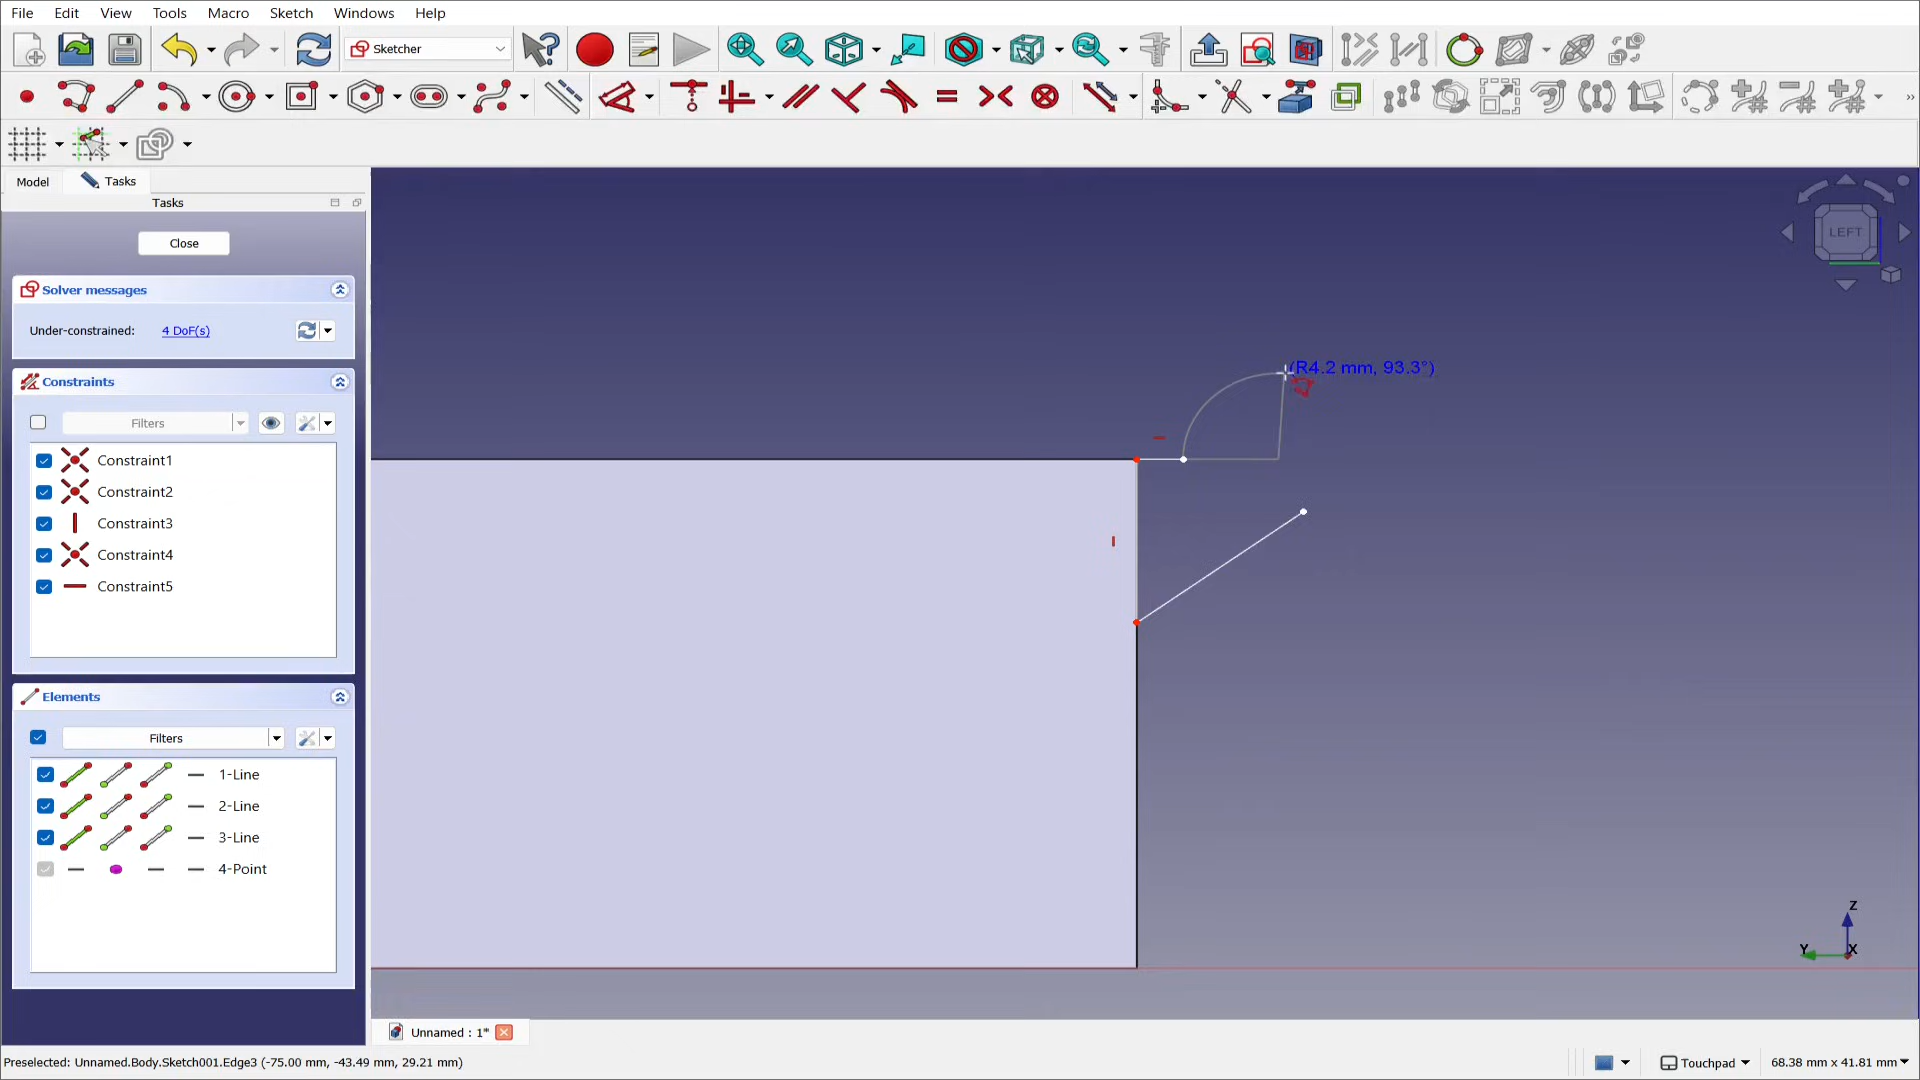 File Edit View Tools Macro Sketch Windows Help
Sketcher
Model Tasks
Tasks
Close
Solver messages
Under-constrained: 4 DoF(s)
Constraints
Filters
Constraint1
Constraint2
Constraint3
Constraint4
Constraint5
Elements
Filters
1-Line
2-Line
3-Line
4-Point
LEFT
(R4.2 mm, 93.3°)
Z
Y X
Unnamed : 1*
Preselected: Unnamed.Body.Sketch001.Edge3 (-75.00 mm, -43.49 mm, 29.21 mm) Touchpad 68.38 mm x 41.81 mm